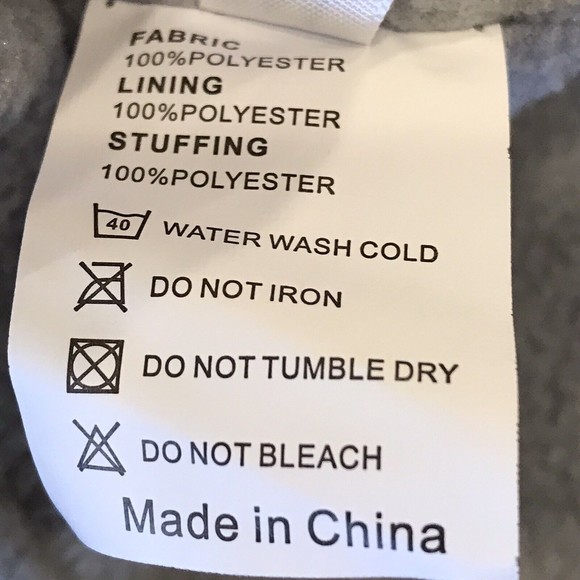 FABRIC
100%POLYESTER
LINING
100%POLYESTER
STUFFING
100%POLYESTER
40 WATER WASH COLD
DO NOT IRON
DO NOT TUMBLE DRY
DO NOT BLEACH
Made in China